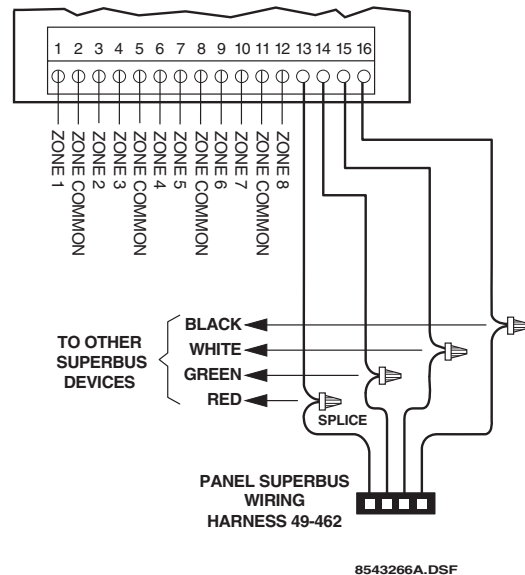 1 2 3 4 5 6 7 8 9 10 11 12 13 14 15 16
ZONE 1
ZONE COMMON
ZONE 2
ZONE 3
ZONE COMMON
ZONE 4
ZONE 5
ZONE COMMON
ZONE 6
ZONE 7
ZONE COMMON
ZONE 8
TO OTHER
SUPERBUS
DEVICES
BLACK
WHITE
GREEN
RED
SPLICE
PANEL SUPERBUS
WIRING
HARNESS 49-462
8543266A.DSF